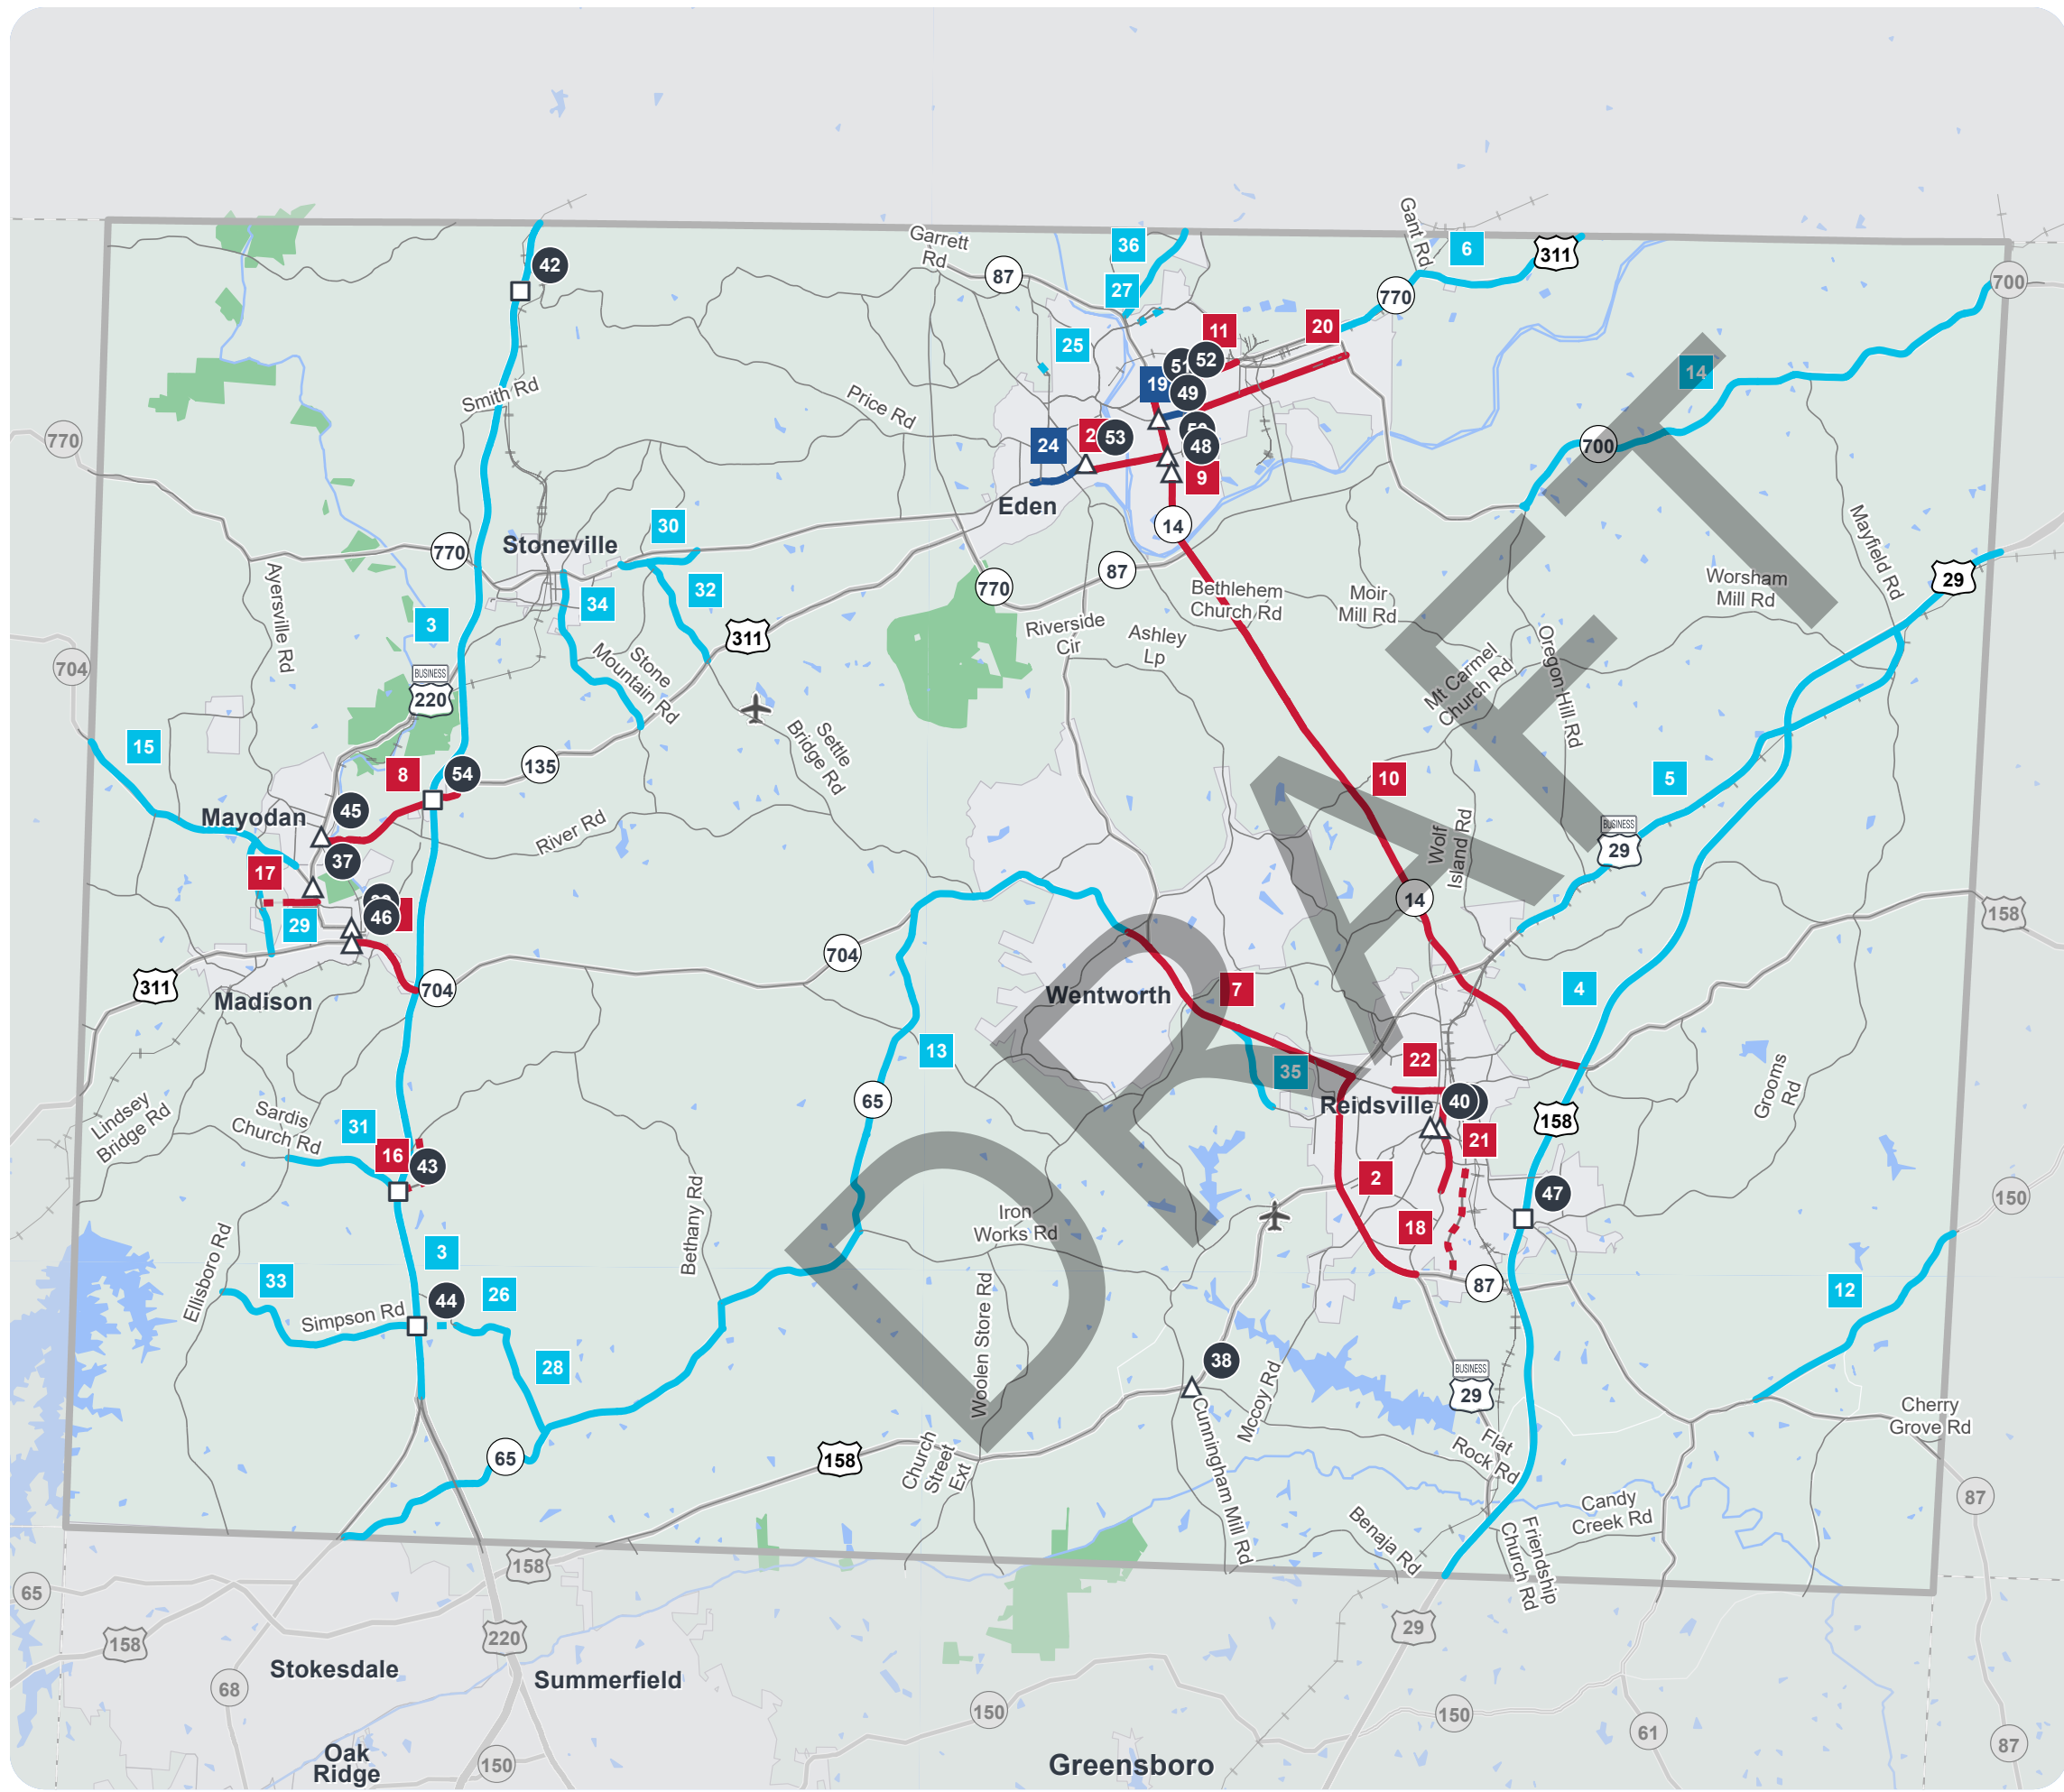 Garrett
Rd
87
36
27
Gant Rd
6
311
700
42
770
11
20
25
51
52
19
49
14
Smith Rd
Price Rd
770
24
53
48
9
700
Eden
14
30
Stoneville
770
Mayfield Rd
Ayersville Rd
34
32
770
87
Bethlehem
Church Rd
Moir
Mill Rd
Worsham
Mill Rd
29
3
311
Riverside
Cir
Ashley
Lp
704
BUSINESS
220
Stone
Mountain Rd
Mt Carmel
Church Rd
Oregon Hill Rd
15
Settle
Bridge Rd
8
54
135
10
5
45
Mayodan
River Rd
Wolf
Island Rd
BUSINESS
29
37
17
14
158
46
29
704
311
704
Madison
Wentworth
7
4
DRAFT
13
35
22
Grooms
Rd
Lindsey
Bridge Rd
Sardis
Church Rd
31
65
Reidsville
40
158
16
43
21
2
47
150
Bethany Rd
Iron
Works Rd
18
Ellisboro Rd
33
3
Simpson Rd
44
26
87
12
28
Woolen Store Rd
38
Mccoy Rd
BUSINESS
29
Cherry
Grove Rd
65
158
Church
Street
Ext
Cunningham Mill Rd
Flat
Rock Rd
87
Candy
Creek Rd
Benaja Rd
Friendship
Church Rd
65
158
158
220
29
Stokesdale
Summerfield
68
150
150
61
87
Oak
Ridge
150
Greensboro